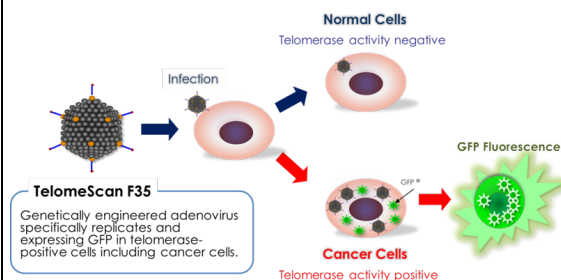 Normal Cells
Telomerase activity negative
Infection
GFP Fluorescence
GFP ※
TelomeScan F35
Genetically engineered adenovirus
specifically replicates and
expressing GFP in telomerase-
positive cells including cancer cells.
Cancer Cells
Telomerase activity positive